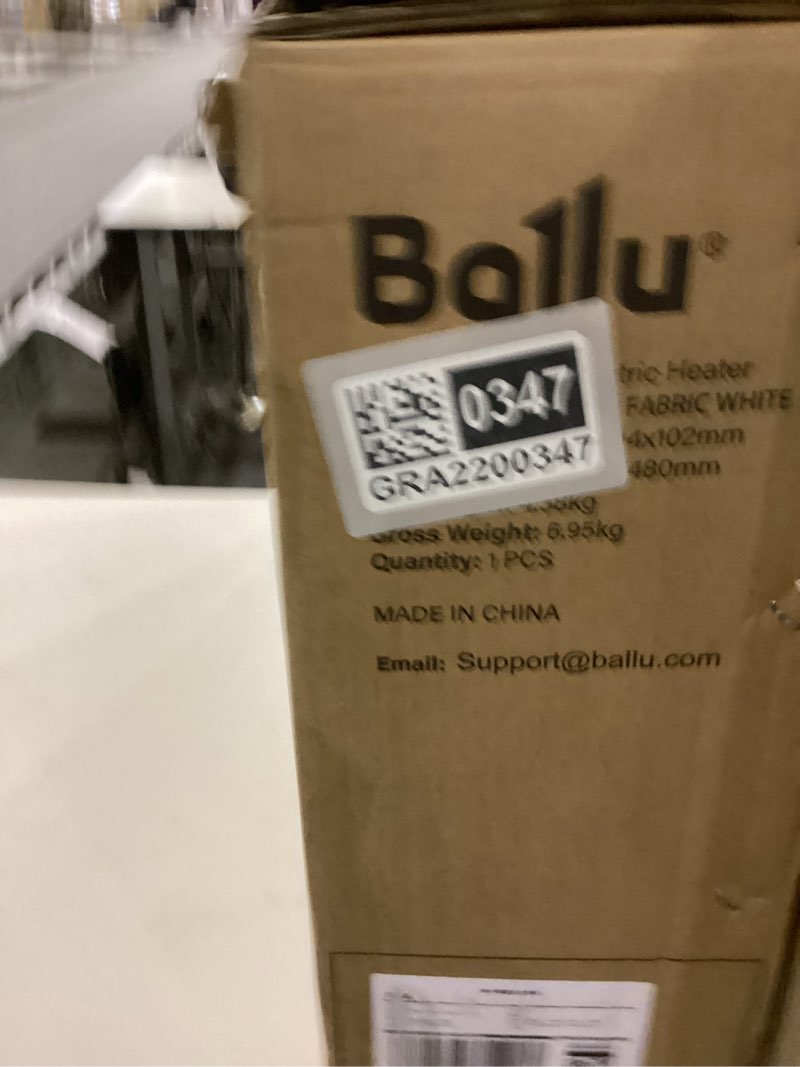 Ballu®
0347
GRA2200347
tric Heater
FABRIC WHITE
4x102mm
480mm
Gross Weight: 6.95kg
Quantity: 1 PCS
MADE IN CHINA
Email: Support@ballu.com